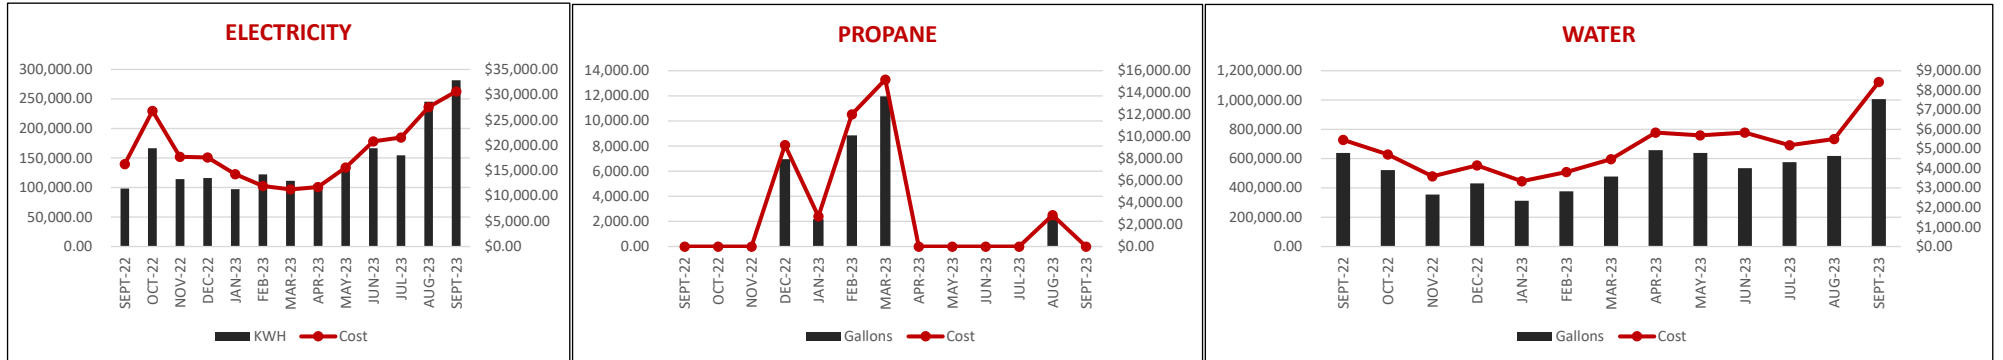 ELECTRICITY
300,000.00
250,000.00
200,000.00
150,000.00
100,000.00
50,000.00
0.00
$35,000.00
$30,000.00
$25,000.00
$20,000.00
$15,000.00
$10,000.00
$5,000.00
$0.00
SEPT-22
OCT-22
NOV-22
DEC-22
JAN-23
FEB-23
MAR-23
APR-23
MAY-23
JUN-23
JUL-23
AUG-23
SEPT-23
KWH Cost
PROPANE
14,000.00
12,000.00
10,000.00
8,000.00
6,000.00
4,000.00
2,000.00
0.00
$16,000.00
$14,000.00
$12,000.00
$10,000.00
$8,000.00
$6,000.00
$4,000.00
$2,000.00
$0.00
SEPT-22
OCT-22
NOV-22
DEC-22
JAN-23
FEB-23
MAR-23
APR-23
MAY-23
JUN-23
JUL-23
AUG-23
SEPT-23
Gallons Cost
WATER
1,200,000.00
1,000,000.00
800,000.00
600,000.00
400,000.00
200,000.00
0.00
$9,000.00
$8,000.00
$7,000.00
$6,000.00
$5,000.00
$4,000.00
$3,000.00
$2,000.00
$1,000.00
$0.00
SEPT-22
OCT-22
NOV-22
DEC-22
JAN-23
FEB-23
MAR-23
APR-23
MAY-23
JUN-23
JUL-23
AUG-23
SEPT-23
Gallons Cost